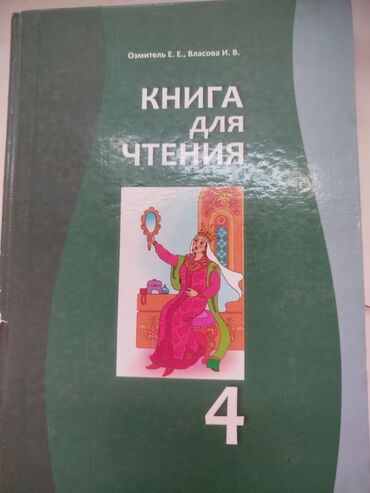 Озмитель Е. Е., Власова И. В.
КНИГА
для
ЧТЕНИЯ
4